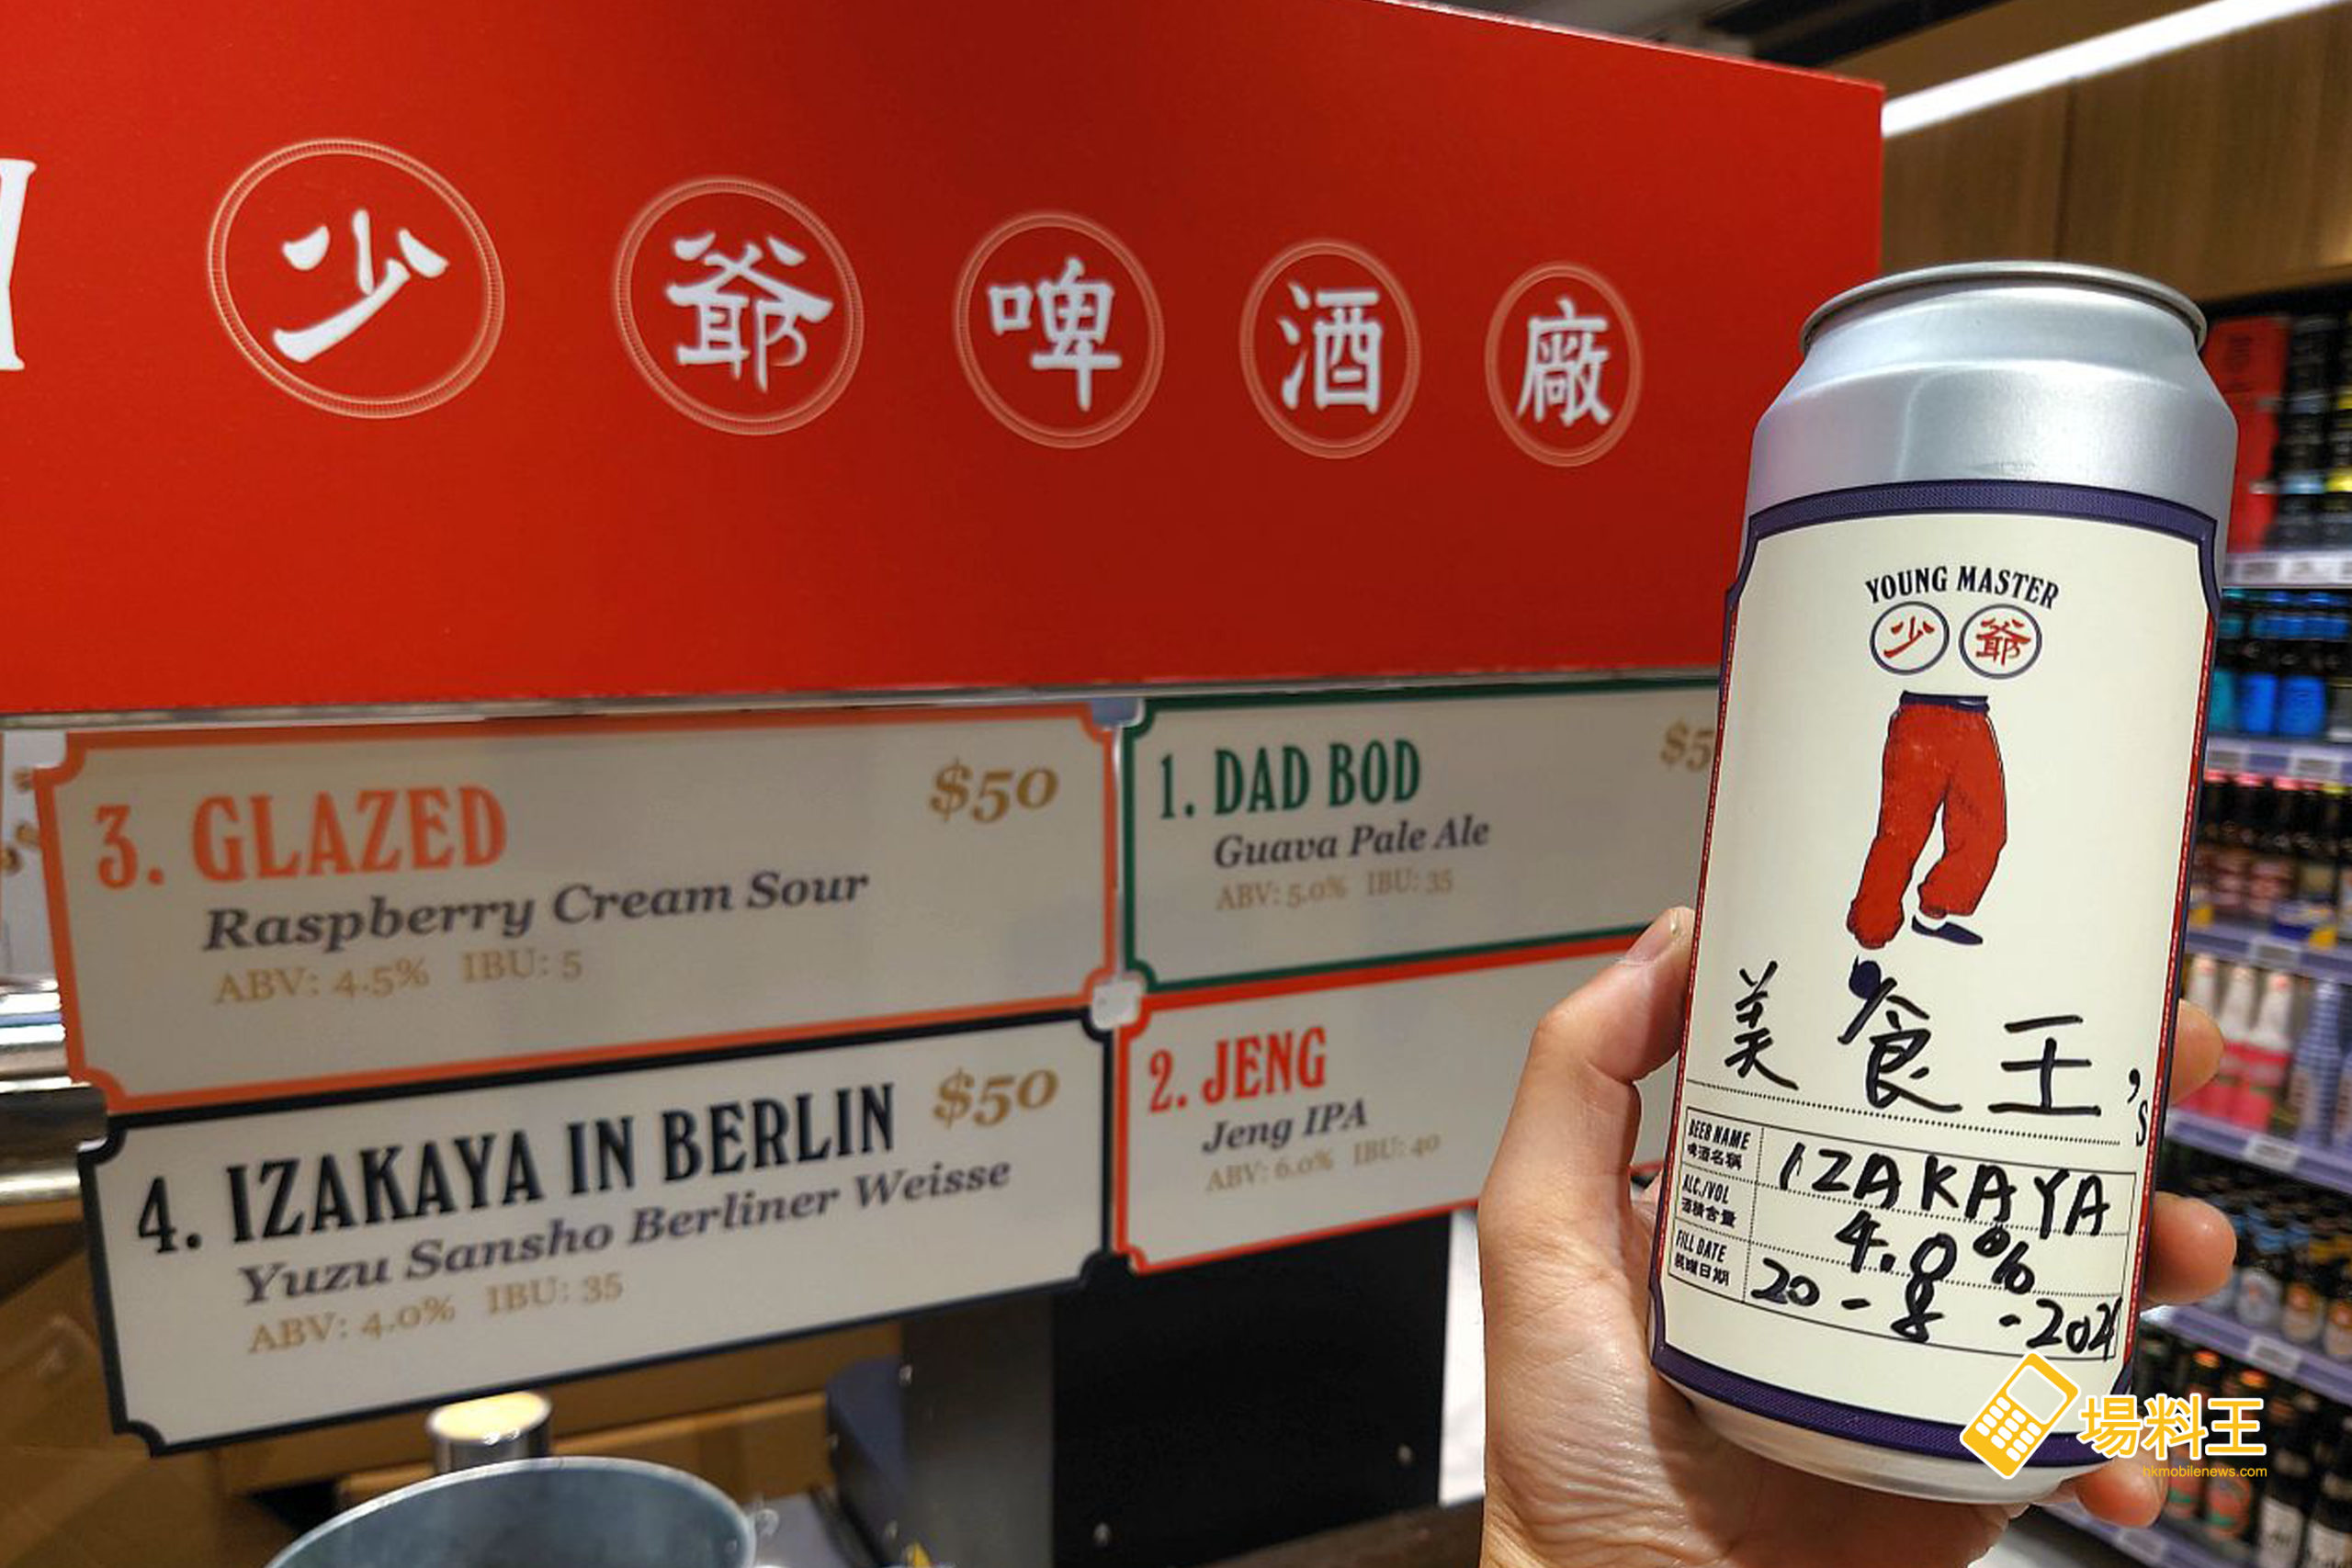 少爺啤酒廠
3. GLAZED $50
Raspberry Cream Sour
ABV: 4.5% IBU: 5
4. IZAKAYA IN BERLIN $50
Yuzu Sansho Berliner Weisse
ABV: 4.0% IBU: 35
1. DAD BOD $5
Guava Pale Ale
ABV: 5.0% IBU: 35
2. JENG
Jeng IPA
ABV: 6.0% IBU: 40
YOUNG MASTER
少爺
美食王's
BEER NAME IZAKAYA
啤酒名稱
ALC./VOL 4.0%
酒精含量
FILL DATE 20-8-202
裝罐日期
場料王
hkmobilenews.com